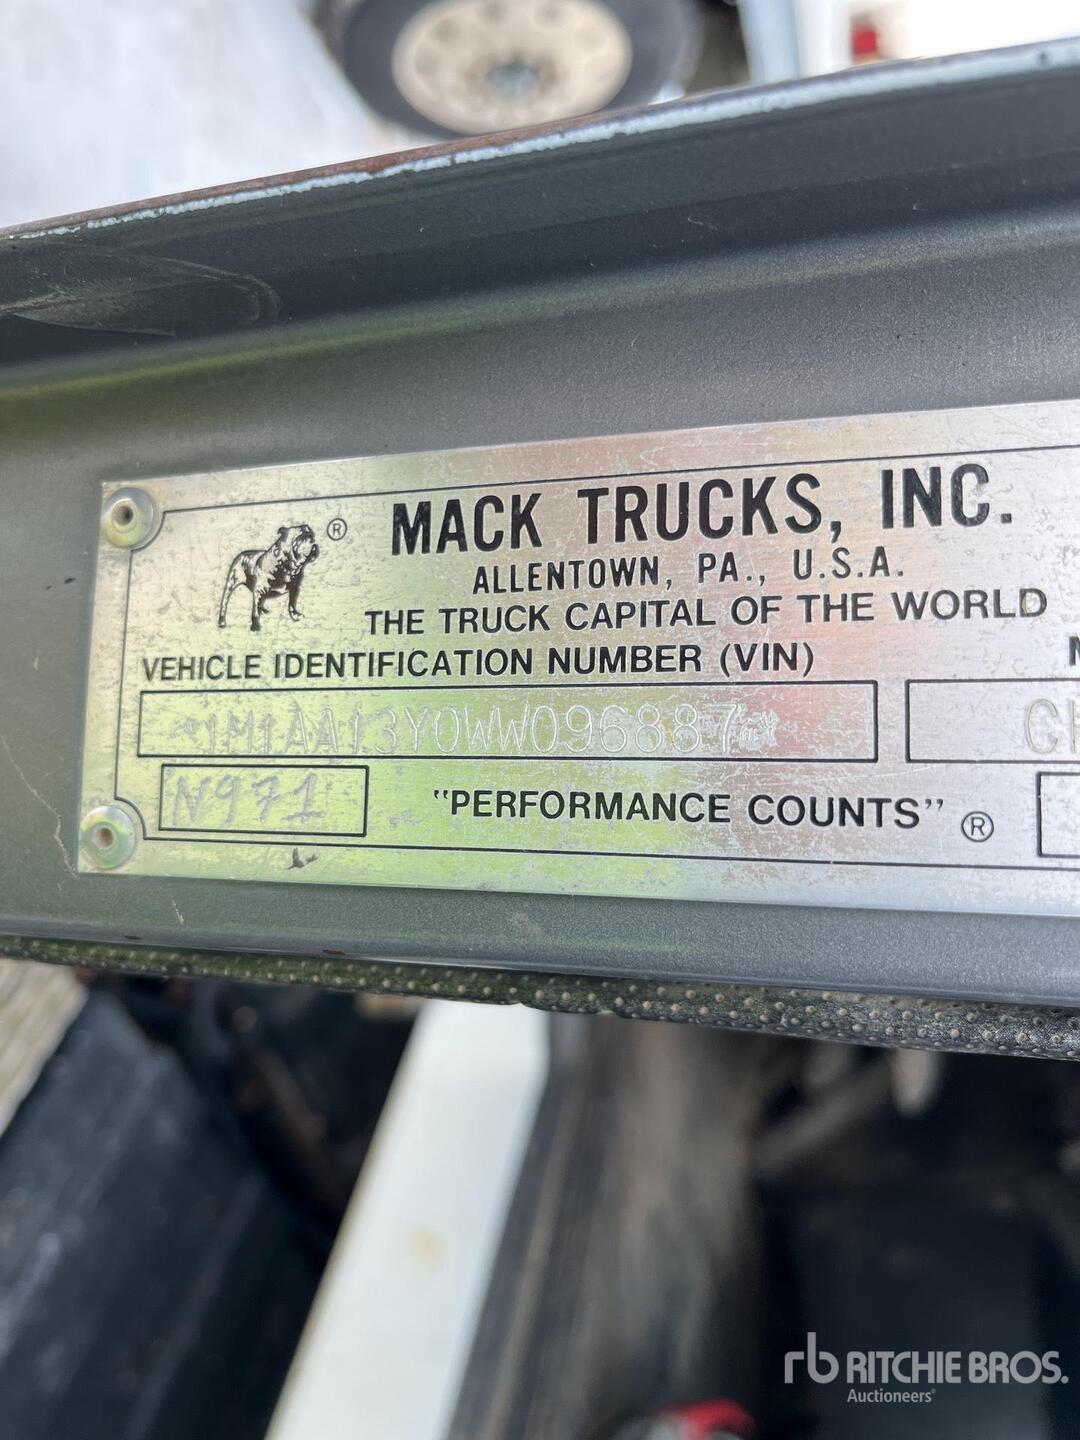 ® MACK TRUCKS, INC.
ALLENTOWN, PA., U.S.A.
THE TRUCK CAPITAL OF THE WORLD
VEHICLE IDENTIFICATION NUMBER (VIN)
1M1AA13Y0WW096887
N971
"PERFORMANCE COUNTS" ®
rb RITCHIE BROS.
Auctioneers